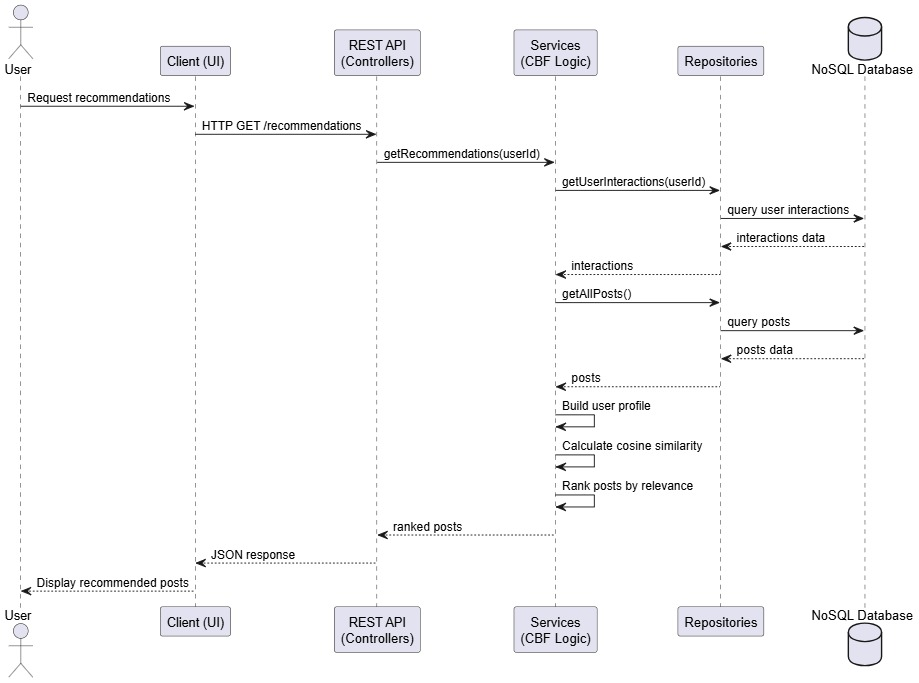 User
Client (UI)
REST API
(Controllers)
Services
(CBF Logic)
Repositories
NoSQL Database
Request recommendations
HTTP GET /recommendations
getRecommendations(userId)
getUserInteractions(userId)
query user interactions
interactions data
interactions
getAllPosts()
query posts
posts data
posts
Build user profile
Calculate cosine similarity
Rank posts by relevance
ranked posts
JSON response
Display recommended posts
User
Client (UI)
REST API
(Controllers)
Services
(CBF Logic)
Repositories
NoSQL Database